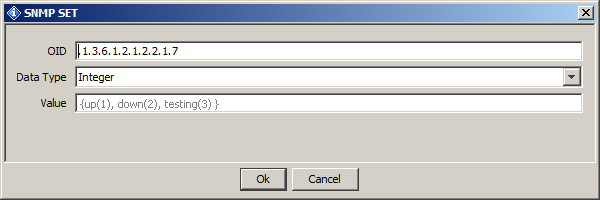 SNMP SET
OID .1.3.6.1.2.1.2.2.1.7
Data Type Integer
Value {up(1), down(2), testing(3) }
Ok Cancel